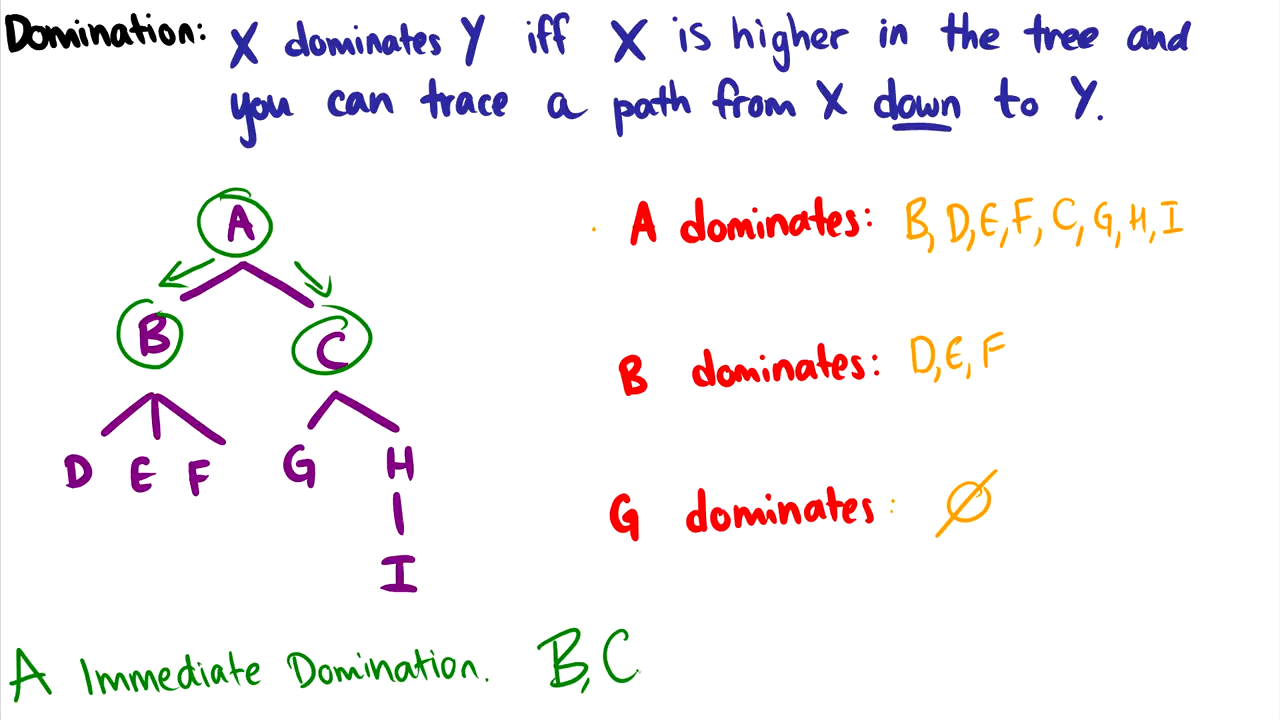 Domination: X dominates Y iff X is higher in the tree and
you can trace a path from X down to Y.
A
A dominates: B, D, E, F, C, G, H, I
B C
B dominates: D, E, F
D E F G H
G dominates: Ø
I
A Immediate Domination. B, C